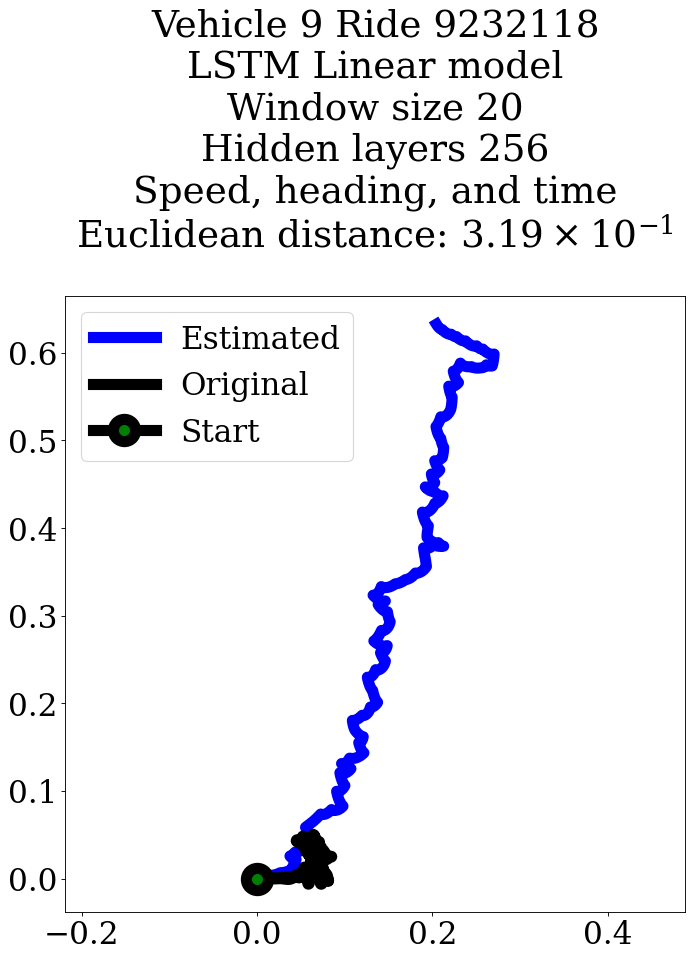 Vehicle 9 Ride 9232118
LSTM Linear model
Window size 20
Hidden layers 256
Speed, heading, and time
Euclidean distance: 3.19 × 10⁻¹
Estimated
Original
Start
0.6
0.5
0.4
0.3
0.2
0.1
0.0
−0.2 0.0 0.2 0.4